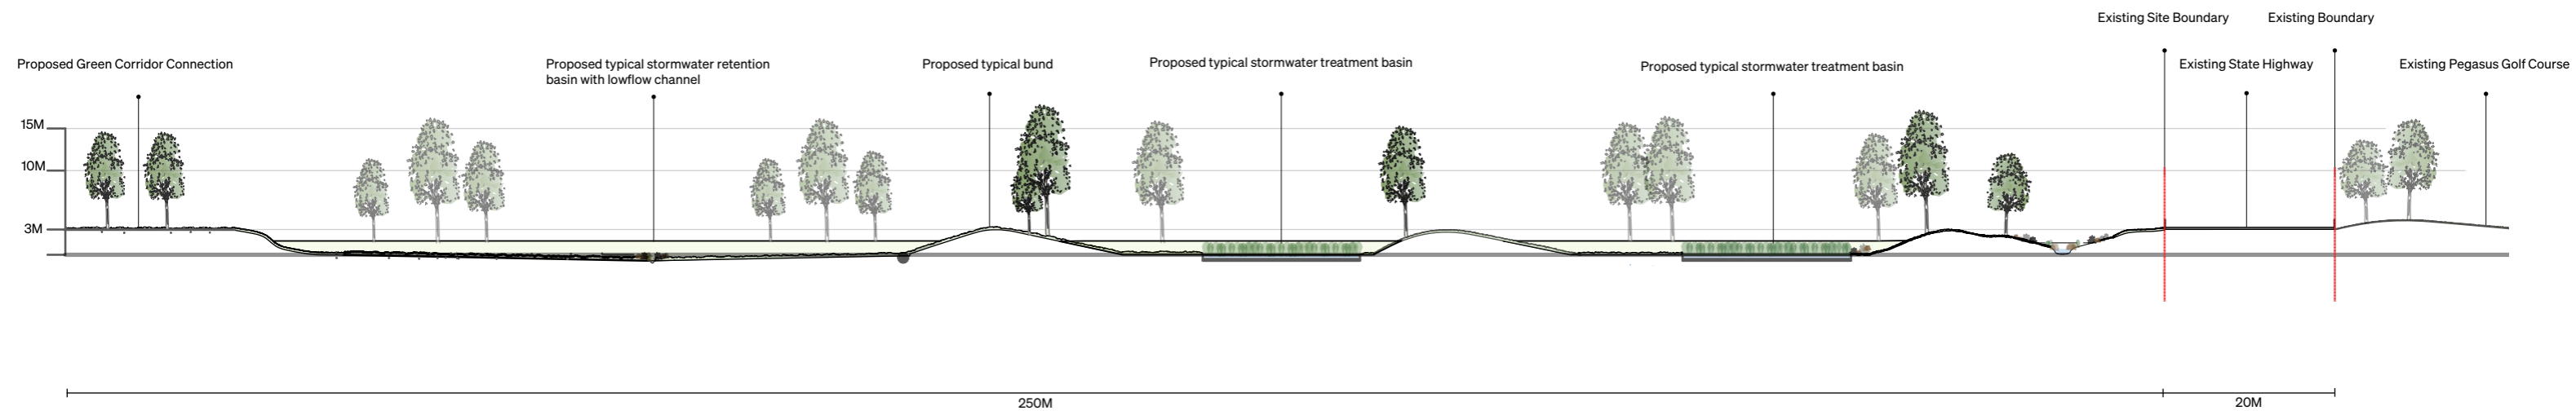 Existing Site Boundary
Existing Boundary
Proposed Green Corridor Connection
Proposed typical stormwater retention
basin with lowflow channel
Proposed typical bund
Proposed typical stormwater treatment basin
Proposed typical stormwater treatment basin
Existing State Highway
Existing Pegasus Golf Course
15M
10M
3M
250M
20M